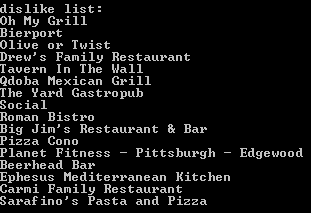 dislike list:
Oh My Grill
Bierport
Olive or Twist
Drew's Family Restaurant
Tavern In The Wall
Qdoba Mexican Grill
The Yard Gastropub
Social
Roman Bistro
Big Jim's Restaurant & Bar
Pizza Cono
Planet Fitness - Pittsburgh - Edgewood
Beerhead Bar
Ephesus Mediterranean Kitchen
Carmi Family Restaurant
Sarafino's Pasta and Pizza